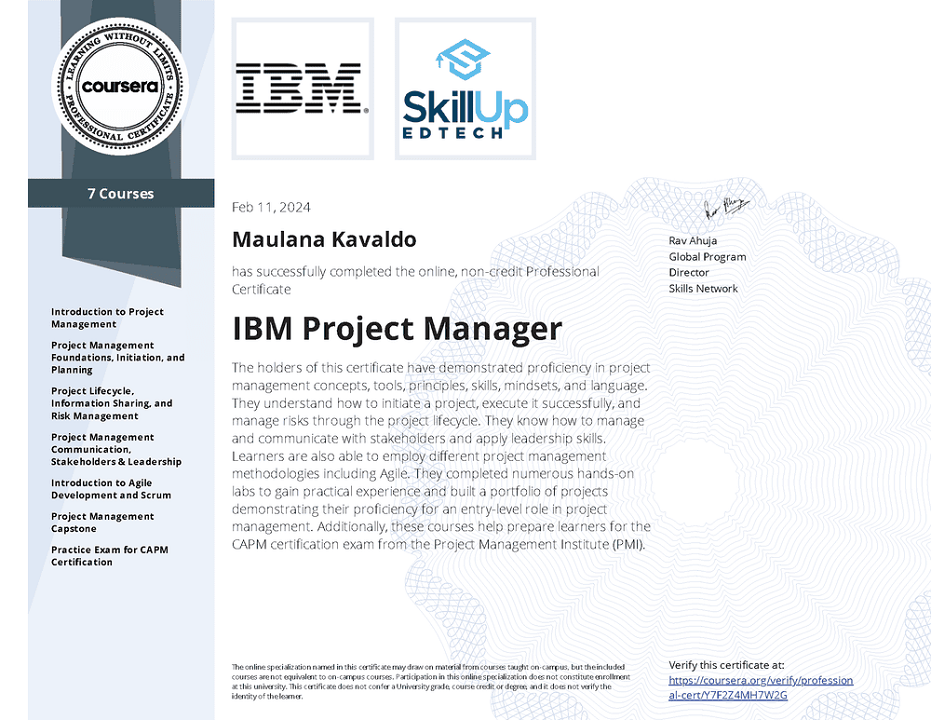 LEARNING WITHOUT LIMITS
coursera
PROFESSIONAL CERTIFICATE
7 Courses
Introduction to Project
Management
Project Management
Foundations, Initiation, and
Planning
Project Lifecycle,
Information Sharing, and
Risk Management
Project Management
Communication,
Stakeholders & Leadership
Introduction to Agile
Development and Scrum
Project Management
Capstone
Practice Exam for CAPM
Certification
IBM®
SkillUp
EDTECH
Feb 11, 2024
Maulana Kavaldo
has successfully completed the online, non-credit Professional
Certificate
IBM Project Manager
The holders of this certificate have demonstrated proficiency in project
management concepts, tools, principles, skills, mindsets, and language.
They understand how to initiate a project, execute it successfully, and
manage risks through the project lifecycle. They know how to manage
and communicate with stakeholders and apply leadership skills.
Learners are also able to employ different project management
methodologies including Agile. They completed numerous hands-on
labs to gain practical experience and built a portfolio of projects
demonstrating their proficiency for an entry-level role in project
management. Additionally, these courses help prepare learners for the
CAPM certification exam from the Project Management Institute (PMI).
Rav Ahuja
Rav Ahuja
Global Program
Director
Skills Network
The online specialization named in this certificate may draw on material from courses taught on-campus, but the included
courses are not equivalent to on-campus courses. Participation in this online specialization does not constitute enrollment
at this university. This certificate does not confer a University grade, course credit or degree, and it does not verify the
identity of the learner.
Verify this certificate at:
https://coursera.org/verify/profession
al-cert/Y7F2Z4MH7W2G